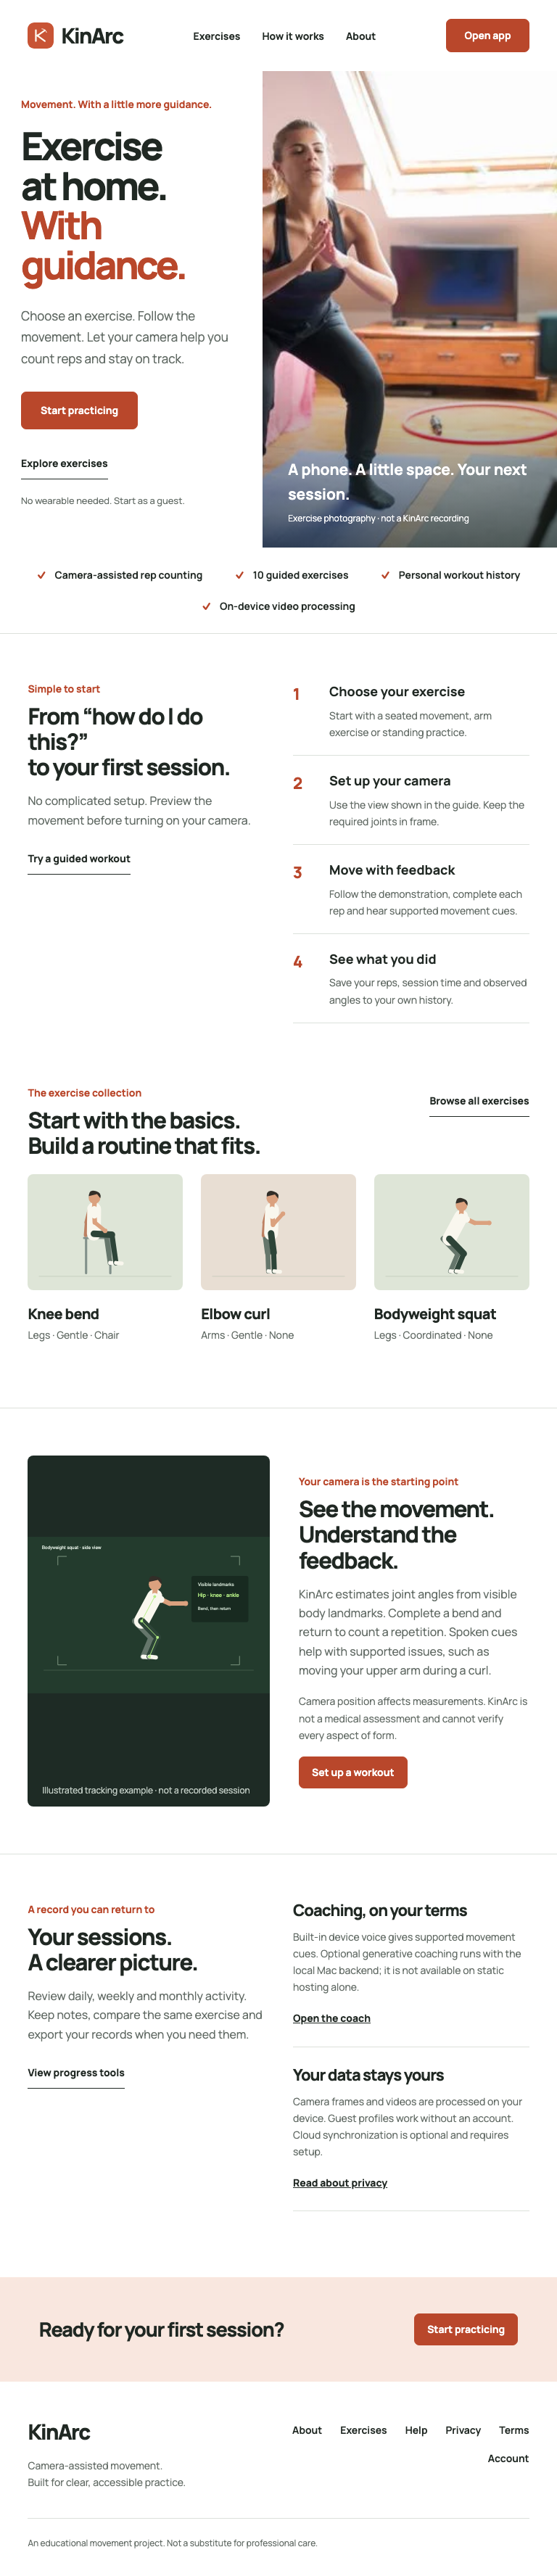 KinArc
Exercises
How it works
About
Open app
Movement. With a little more guidance.
Exercise
at home.
With
guidance.
Choose an exercise. Follow the
movement. Let your camera help you
count reps and stay on track.
Start practicing
Explore exercises
No wearable needed. Start as a guest.
A phone. A little space. Your next
session.
Exercise photography · not a KinArc recording
Camera-assisted rep counting
10 guided exercises
Personal workout history
On-device video processing
Simple to start
From “how do I do
this?”
to your first session.
No complicated setup. Preview the
movement before turning on your camera.
Try a guided workout
1
Choose your exercise
Start with a seated movement, arm
exercise or standing practice.
2
Set up your camera
Use the view shown in the guide. Keep the
required joints in frame.
3
Move with feedback
Follow the demonstration, complete each
rep and hear supported movement cues.
4
See what you did
Save your reps, session time and observed
angles to your own history.
The exercise collection
Start with the basics.
Build a routine that fits.
Browse all exercises
Knee bend
Legs · Gentle · Chair
Elbow curl
Arms · Gentle · None
Bodyweight squat
Legs · Coordinated · None
Bodyweight squat · side view
Visible landmarks
Hip · knee · ankle
Bend, then return
Illustrated tracking example · not a recorded session
Your camera is the starting point
See the movement.
Understand the
feedback.
KinArc estimates joint angles from visible
body landmarks. Complete a bend and
return to count a repetition. Spoken cues
help with supported issues, such as
moving your upper arm during a curl.
Camera position affects measurements. KinArc is
not a medical assessment and cannot verify
every aspect of form.
Set up a workout
A record you can return to
Your sessions.
A clearer picture.
Review daily, weekly and monthly activity.
Keep notes, compare the same exercise and
export your records when you need them.
View progress tools
Coaching, on your terms
Built-in device voice gives supported movement
cues. Optional generative coaching runs with the
local Mac backend; it is not available on static
hosting alone.
Open the coach
Your data stays yours
Camera frames and videos are processed on your
device. Guest profiles work without an account.
Cloud synchronization is optional and requires
setup.
Read about privacy
Ready for your first session?
Start practicing
KinArc
Camera-assisted movement.
Built for clear, accessible practice.
About
Exercises
Help
Privacy
Terms
Account
An educational movement project. Not a substitute for professional care.